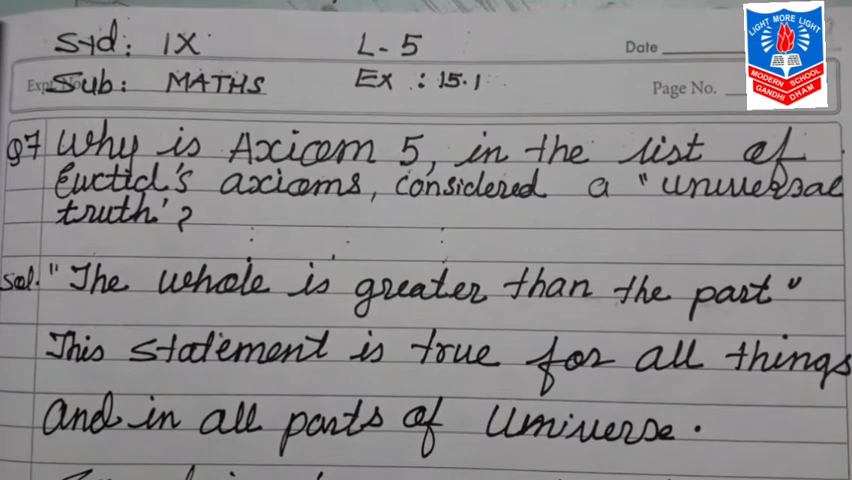 Std: IX L-5 Date
Sub: MATHS Ex : 15.1 Page No.
LIGHT MORE LIGHT
MODERN SCHOOL
GANDHI DHAM
Q7 Why is Axiom 5, in the list of
Euclid's axioms, considered a "universal
truth'?
Sol. "The whole is greater than the part"
This statement is true for all things
and in all parts of Universe.